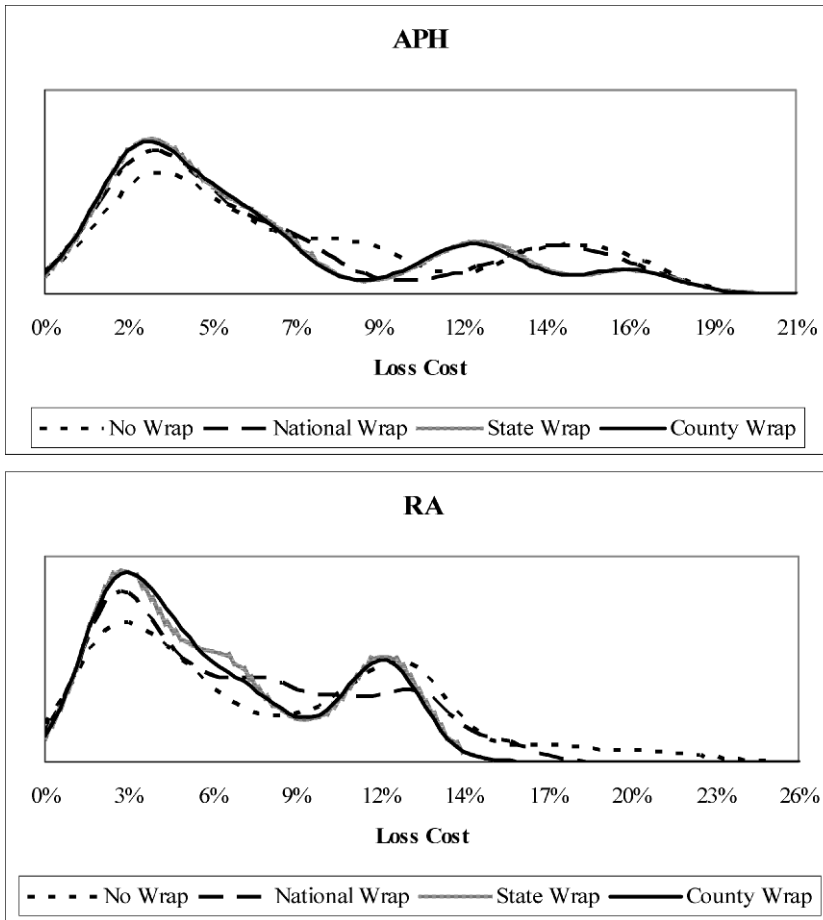 APH
0% 2% 5% 7% 9% 12% 14% 16% 19% 21%
Loss Cost
No Wrap National Wrap State Wrap County Wrap
RA
0% 3% 6% 9% 12% 14% 17% 20% 23% 26%
Loss Cost
No Wrap National Wrap State Wrap County Wrap